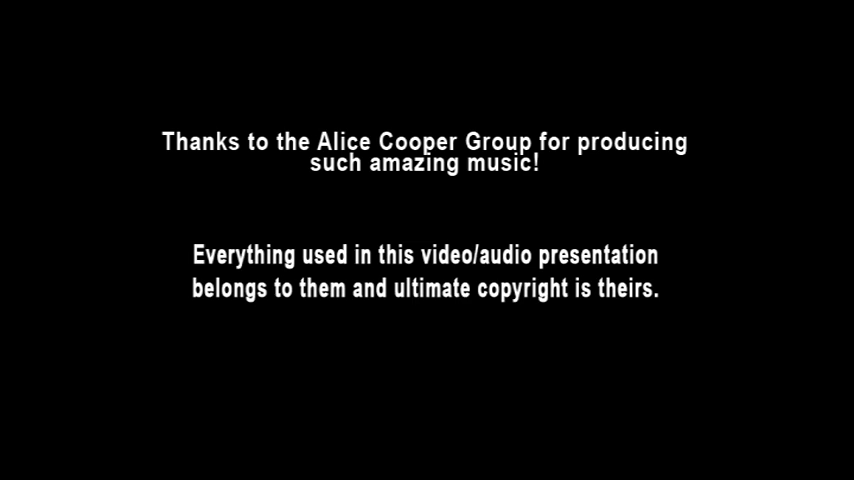 Thanks to the Alice Cooper Group for producing
such amazing music!
Everything used in this video/audio presentation
belongs to them and ultimate copyright is theirs.